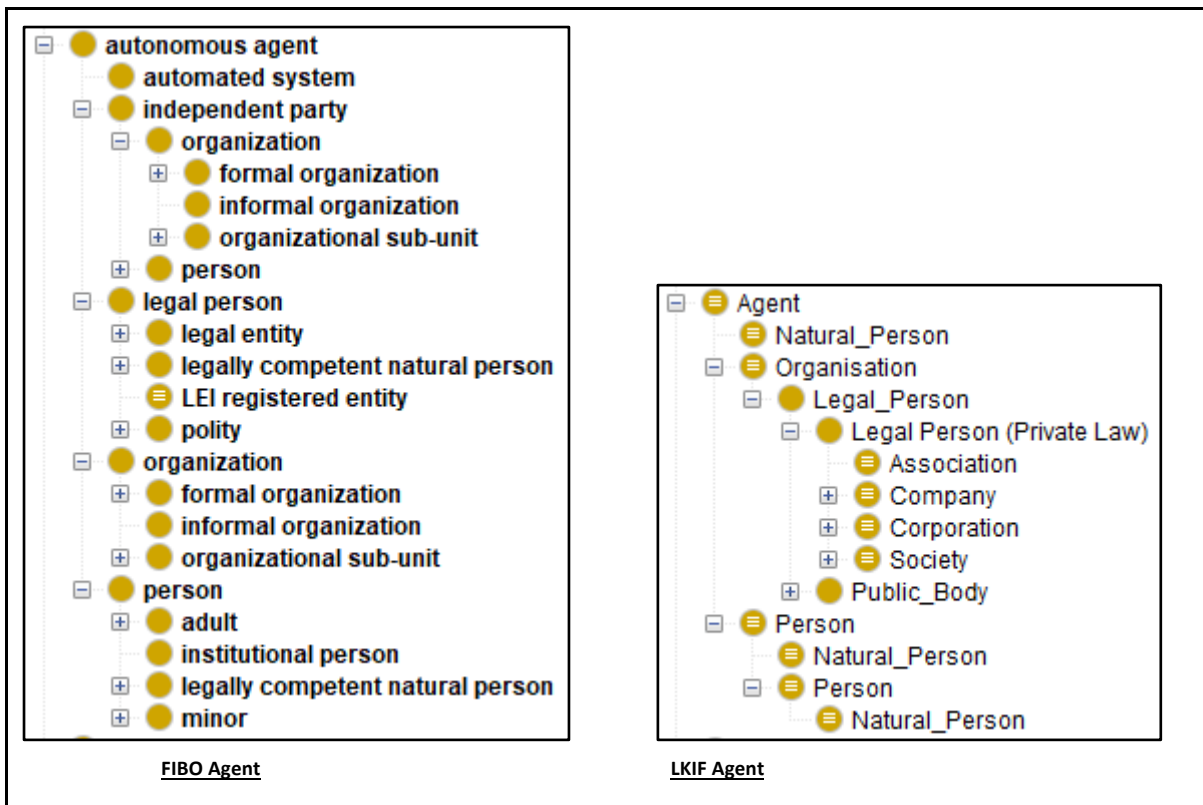 autonomous agent
automated system
independent party
organization
formal organization
informal organization
organizational sub-unit
person
legal person
legal entity
legally competent natural person
LEI registered entity
polity
organization
formal organization
informal organization
organizational sub-unit
person
adult
institutional person
legally competent natural person
minor
FIBO Agent
Agent
Natural_Person
Organisation
Legal_Person
Legal Person (Private Law)
Association
Company
Corporation
Society
Public_Body
Person
Natural_Person
Person
Natural_Person
LKIF Agent